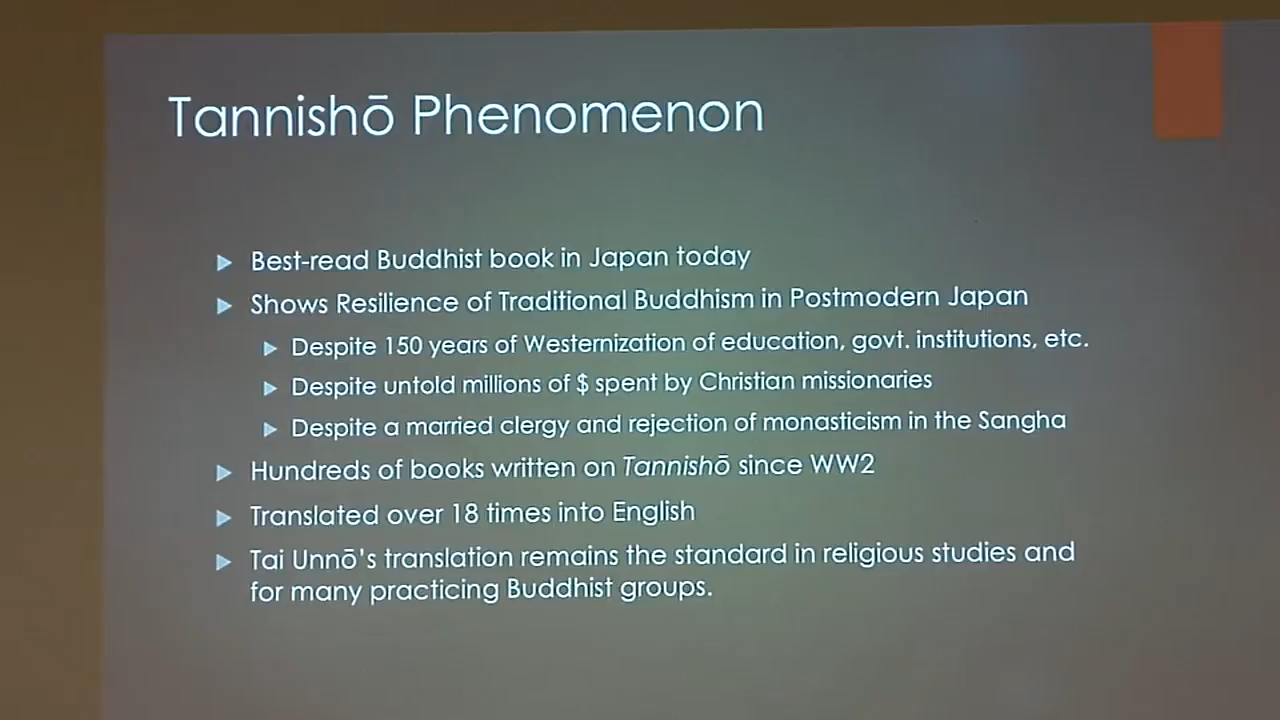 Tannishō Phenomenon
Best-read Buddhist book in Japan today
Shows Resilience of Traditional Buddhism in Postmodern Japan
Despite 150 years of Westernization of education, govt. institutions, etc.
Despite untold millions of $ spent by Christian missionaries
Despite a married clergy and rejection of monasticism in the Sangha
Hundreds of books written on Tannishō since WW2
Translated over 18 times into English
Tai Unnō's translation remains the standard in religious studies and
for many practicing Buddhist groups.